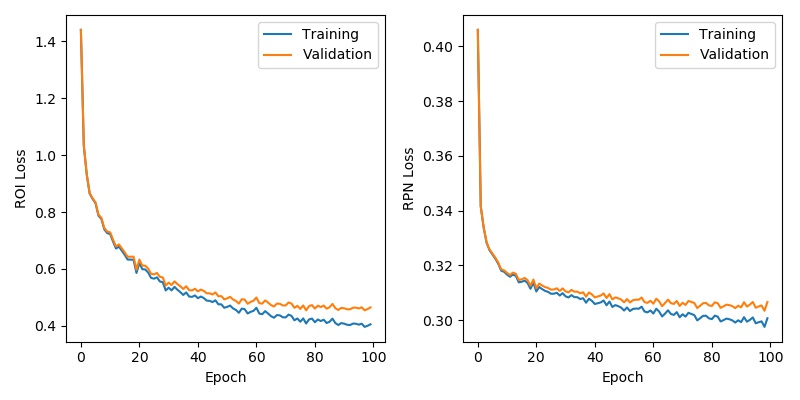 ROI Loss
1.4
1.2
1.0
0.8
0.6
0.4
0 20 40 60 80 100
Epoch
Training
Validation
RPN Loss
0.40
0.38
0.36
0.34
0.32
0.30
0 20 40 60 80 100
Epoch
Training
Validation